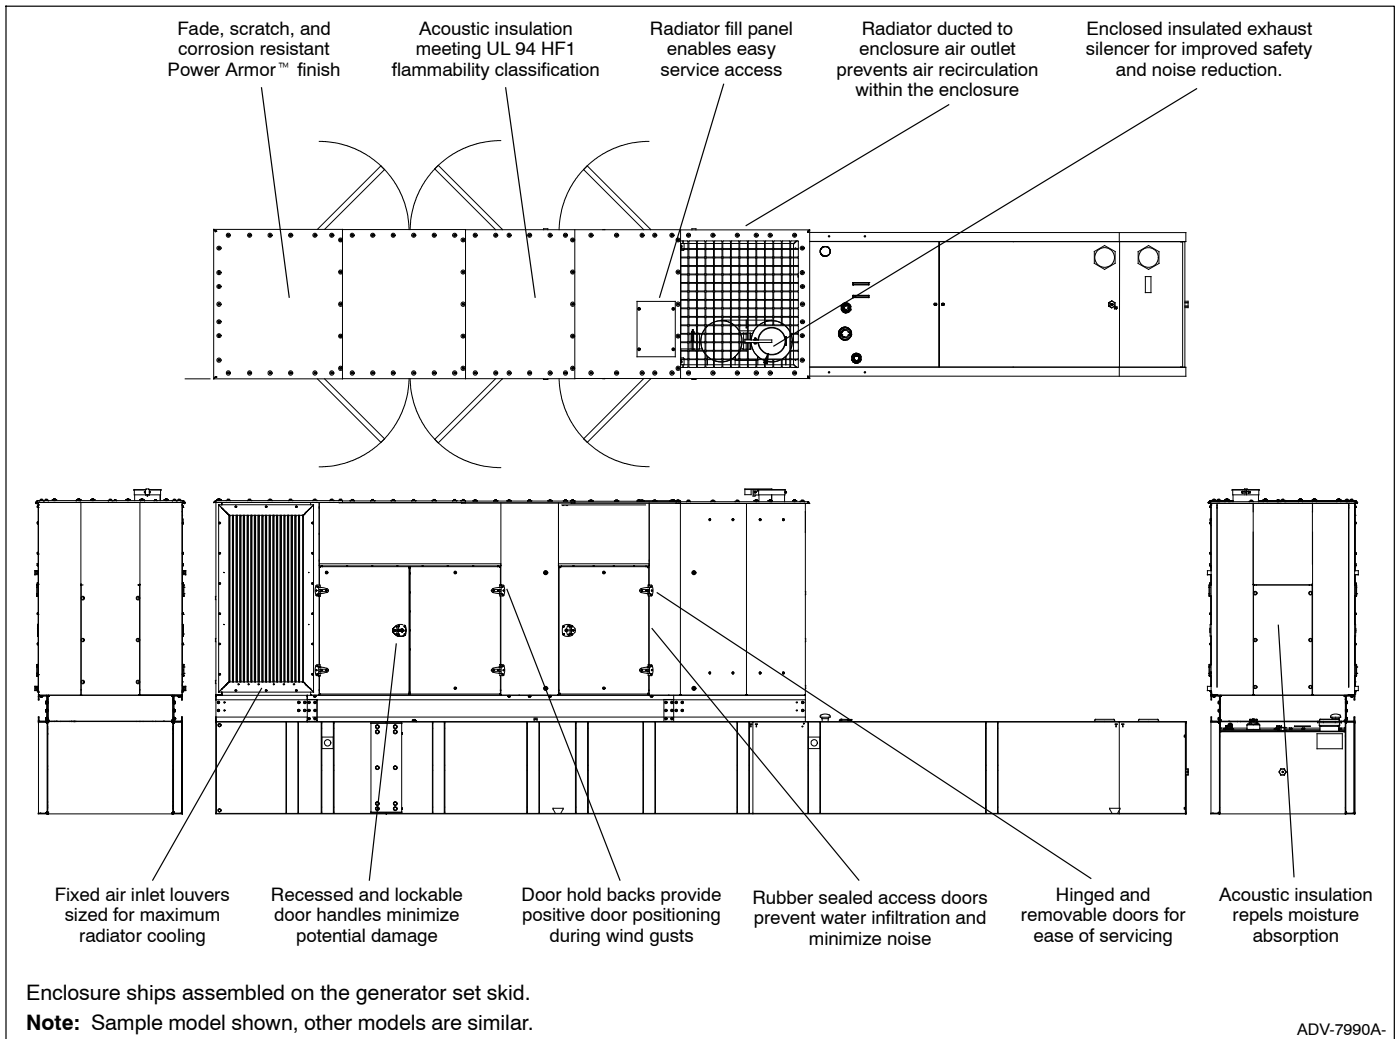 Fade, scratch, and
corrosion resistant
Power Armor™ finish
Acoustic insulation
meeting UL 94 HF1
flammability classification
Radiator fill panel
enables easy
service access
Radiator ducted to
enclosure air outlet
prevents air recirculation
within the enclosure
Enclosed insulated exhaust
silencer for improved safety
and noise reduction.
Fixed air inlet louvers
sized for maximum
radiator cooling
Recessed and lockable
door handles minimize
potential damage
Door hold backs provide
positive door positioning
during wind gusts
Rubber sealed access doors
prevent water infiltration and
minimize noise
Hinged and
removable doors for
ease of servicing
Acoustic insulation
repels moisture
absorption
Enclosure ships assembled on the generator set skid.
Note: Sample model shown, other models are similar.
ADV-7990A-